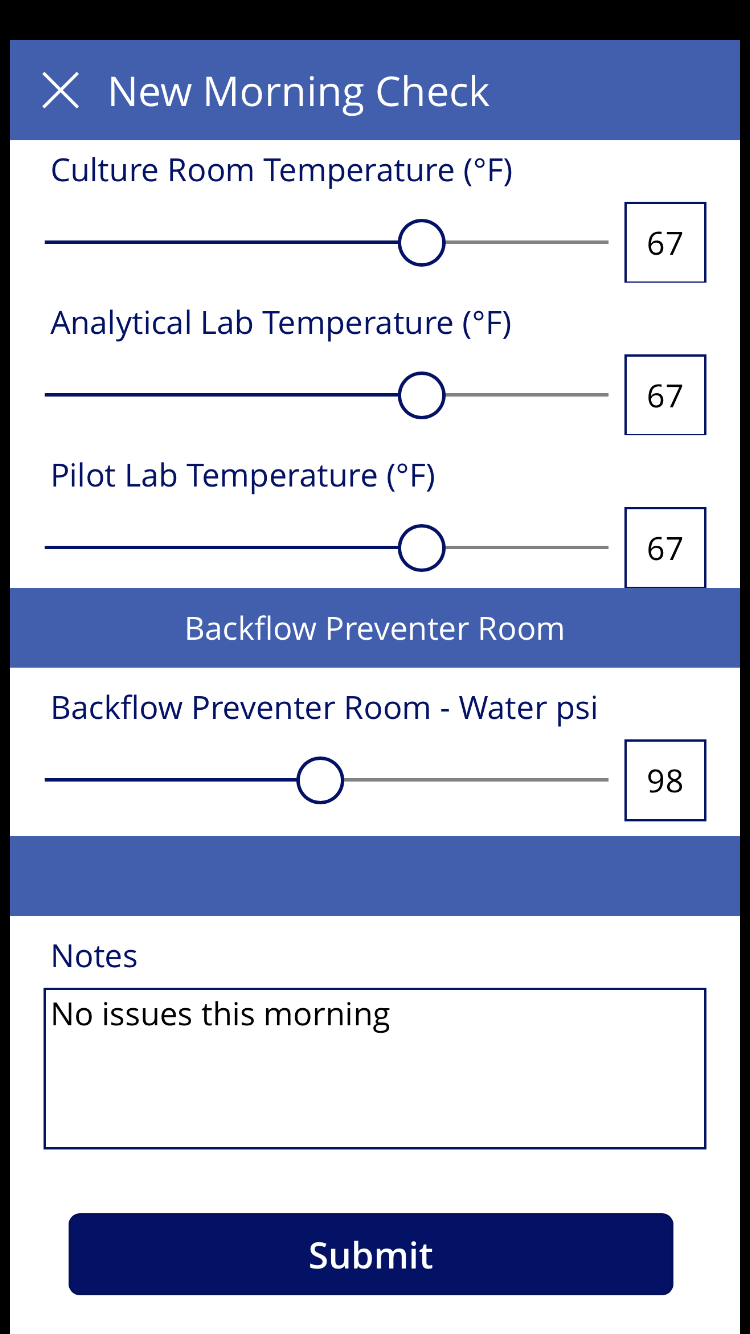 New Morning Check
Culture Room Temperature (°F)
67
Analytical Lab Temperature (°F)
67
Pilot Lab Temperature (°F)
67
Backflow Preventer Room
Backflow Preventer Room - Water psi
98
Notes
No issues this morning
Submit